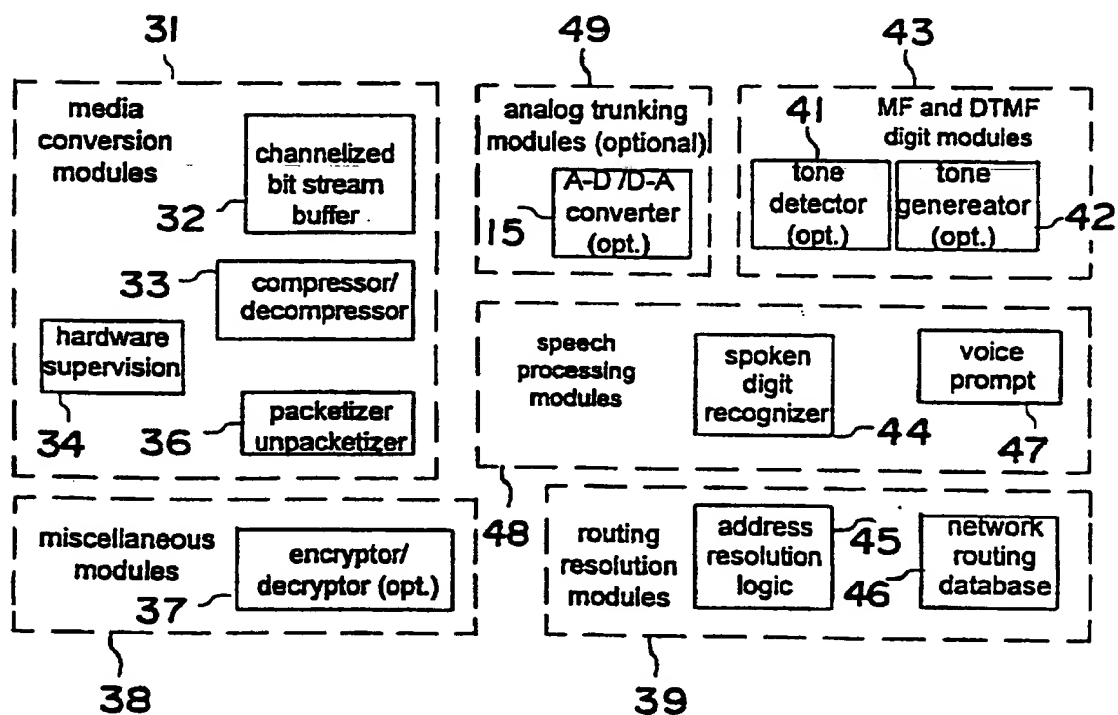 31
49
43
media
conversion
modules
channelized
bit stream
buffer
32
33
compressor/
decompressor
hardware
supervision
34
36
packetizer
unpacketizer
analog trunking
modules (optional)
A-D /D-A
converter
(opt.)
15
41
MF and DTMF
digit modules
tone
detector
(opt.)
tone
genereator
(opt.)
42
speech
processing
modules
spoken
digit
recognizer
44
voice
prompt
47
48
miscellaneous
modules
37
encryptor/
decryptor (opt.)
38
routing
resolution
modules
address
resolution
logic
45
46
network
routing
database
39